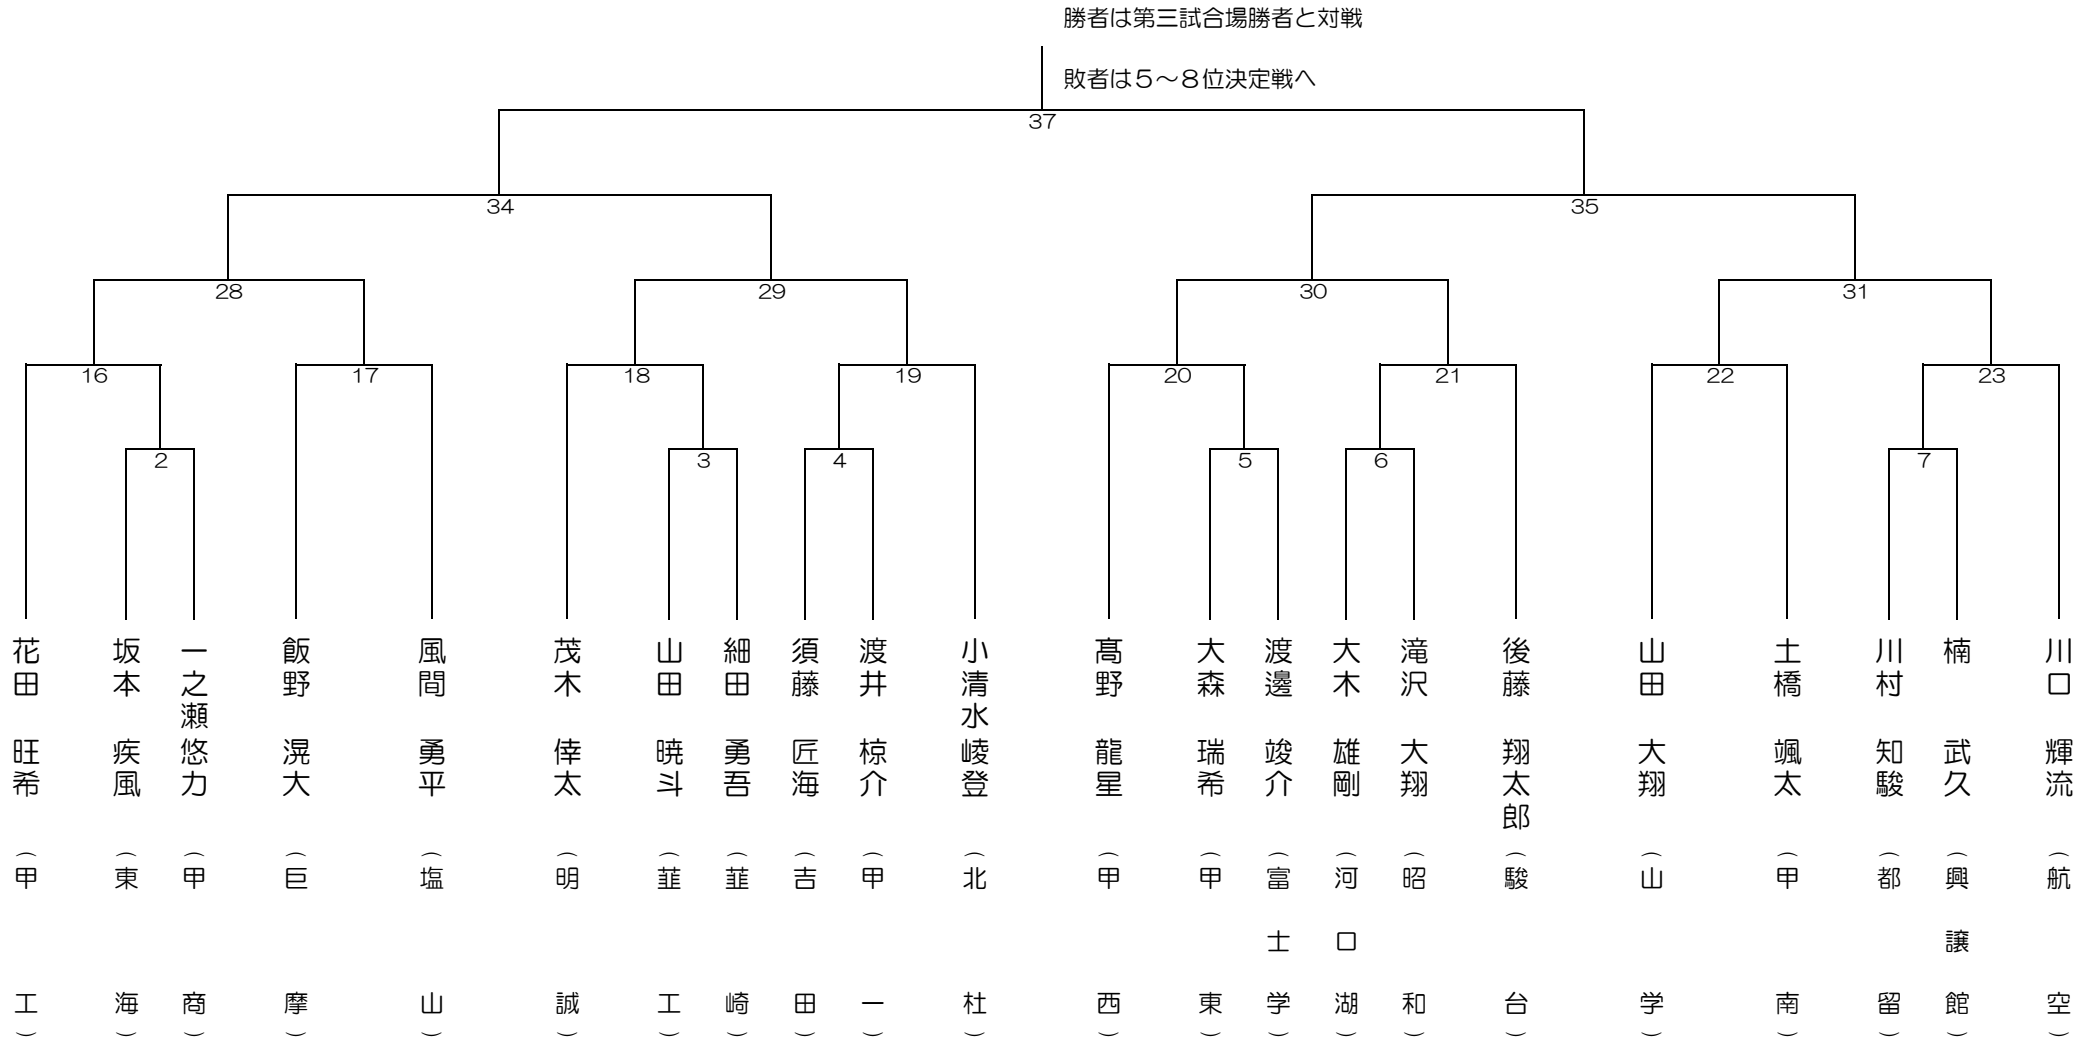 勝者は第三試合場勝者と対戦
敗者は５～８位決定戦へ
37
34
35
28
29
30
31
16
17
18
19
20
21
22
23
2
3
4
5
6
7
花田 旺希 （甲工）
坂本 疾風 （東海）
一之瀬 悠力 （甲商）
飯野 滉大 （巨摩）
風間 勇平 （塩山）
茂木 倖太 （明誠）
山田 暁斗 （韮工）
細田 勇吾 （韮崎）
須藤 匠海 （吉田）
渡井 椋介 （甲一）
小清水 崚登 （北杜）
髙野 龍星 （甲西）
大森 瑞希 （甲東）
渡邊 竣介 （富士学）
大木 雄剛 （河口湖）
滝沢 大翔 （昭和）
後藤 翔太郎 （駿台）
山田 大翔 （山学）
土橋 颯太 （甲南）
川村 知駿 （都留）
楠 武久 （興譲館）
川口 輝流 （航空）